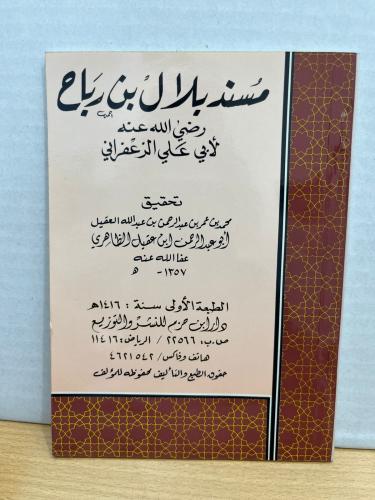 مسند بلال بن رباح
رضي الله عنه
لأبي علي الزعفراني
تحقيق
محمد بن عمر بن عبد الرحمن بن عبد الله العقيل
أبو عبد الرحمن ابن عقيل الظاهري
عفا الله عنه
١٣٥٧- هـ
الطبعة الأولى سنة : ١٤١٦هـ
دار ابن حزم للنشر والتوزيع
ص.ب: ٢٢٥٦٦ / الرياض: ١١٤١٦
هاتف وفاكس / ٤٦٢١٥٤٢
حقوق الطبع والتأليف محفوظة للمؤلف